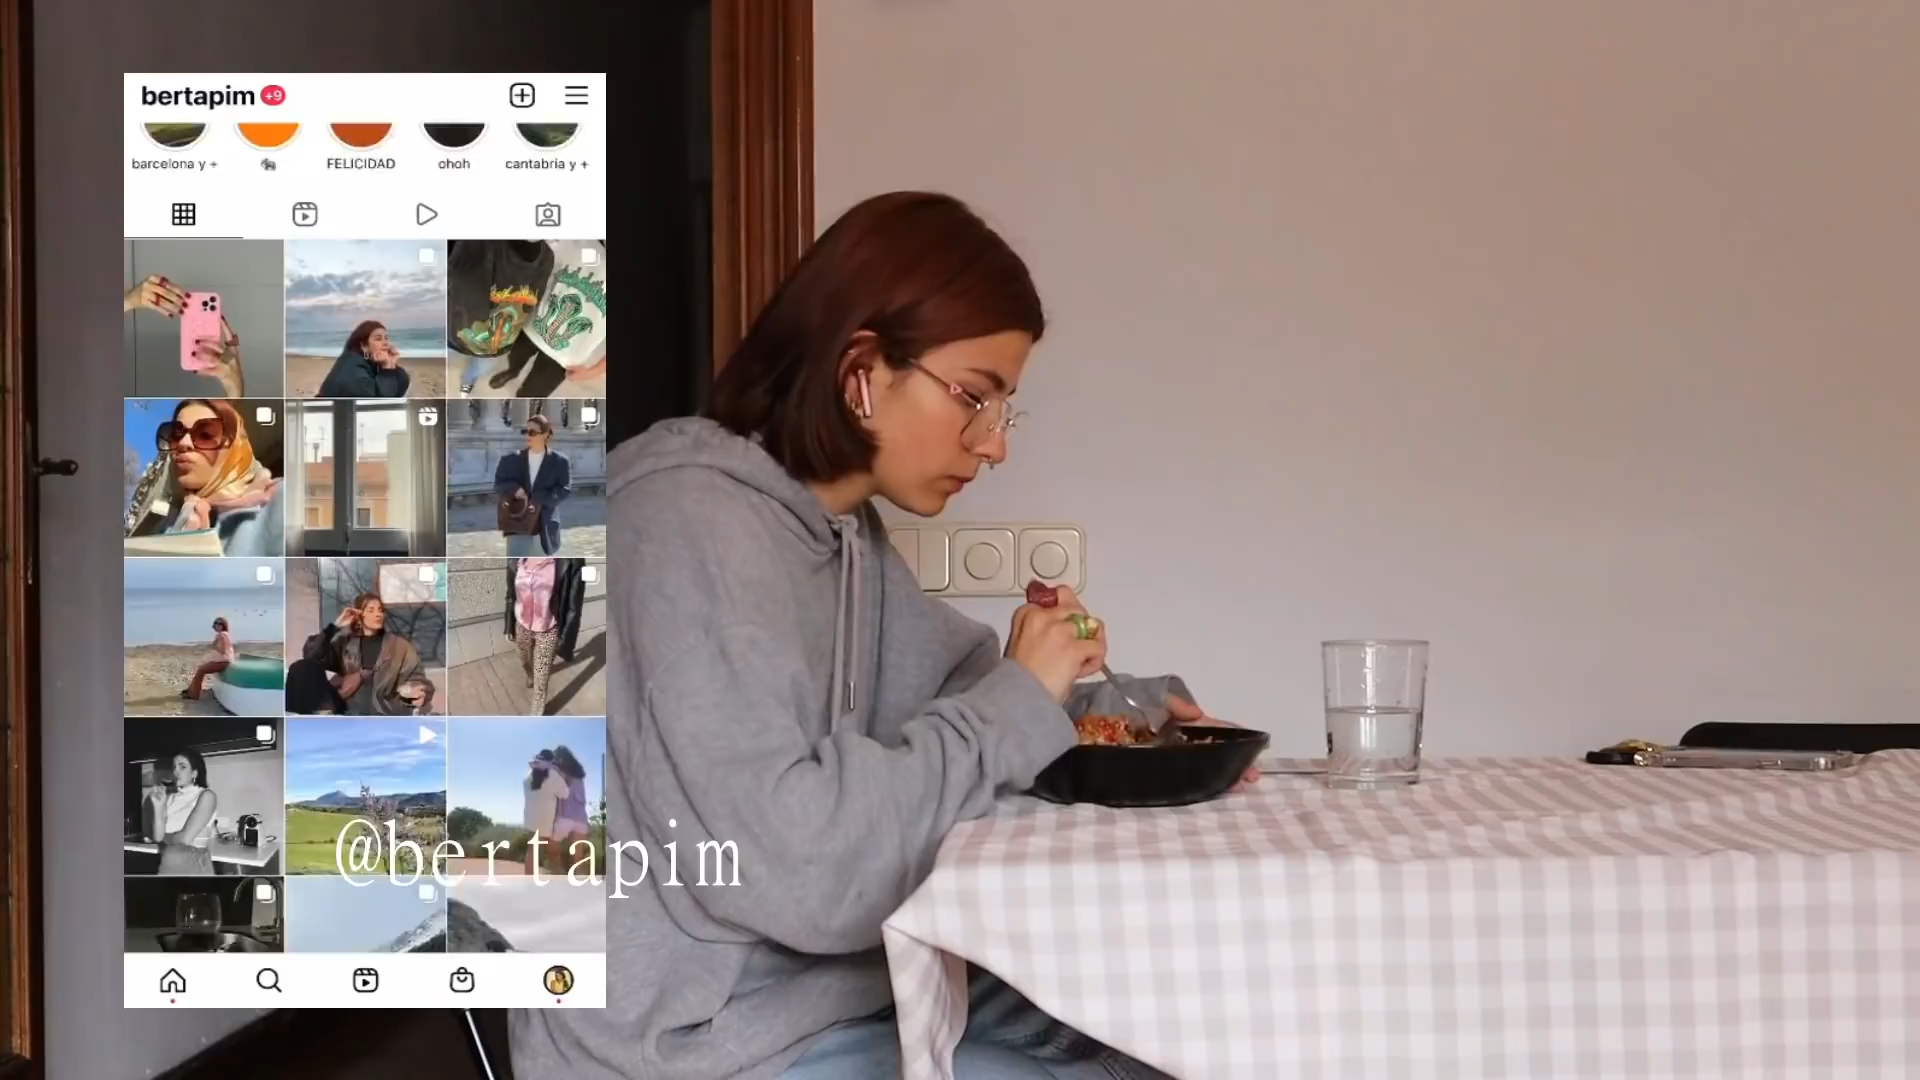 bertapim +9
barcelona y +
FELICIDAD
ohoh
cantabria y +
@bertapim